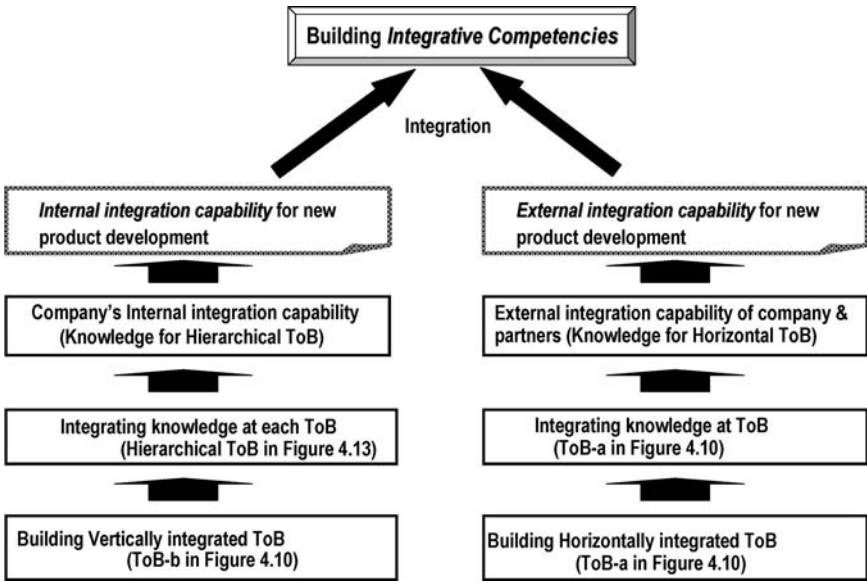 Building Integrative Competencies
Integration
Internal integration capability for new
product development
External integration capability for new
product development
Company's Internal integration capability
(Knowledge for Hierarchical ToB)
External integration capability of company &
partners (Knowledge for Horizontal ToB)
Integrating knowledge at each ToB
(Hierarchical ToB in Figure 4.13)
Integrating knowledge at ToB
(ToB-a in Figure 4.10)
Building Vertically integrated ToB
(ToB-b in Figure 4.10)
Building Horizontally integrated ToB
(ToB-a in Figure 4.10)